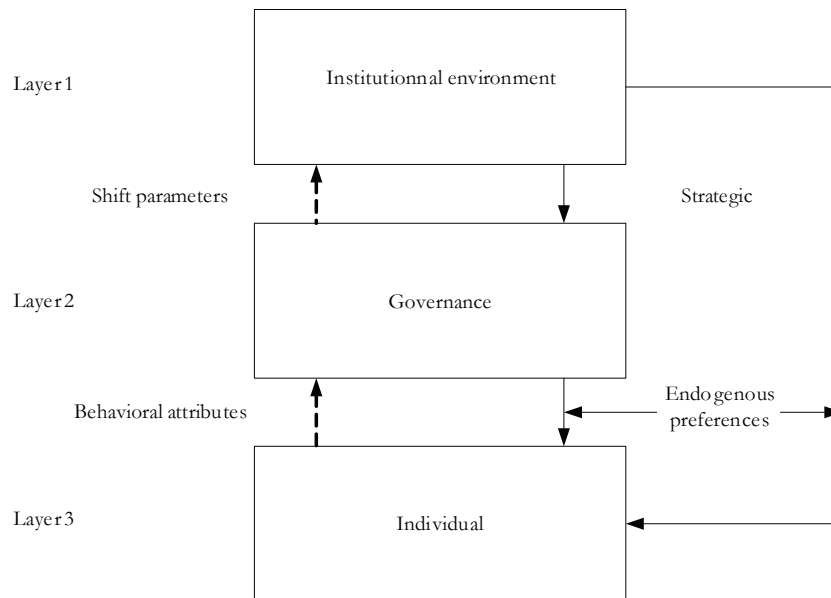 Layer 1
Institutionnal environment
Shift parameters
Strategic
Layer 2
Governance
Behavioral attributes
Endogenous
preferences
Layer 3
Individual